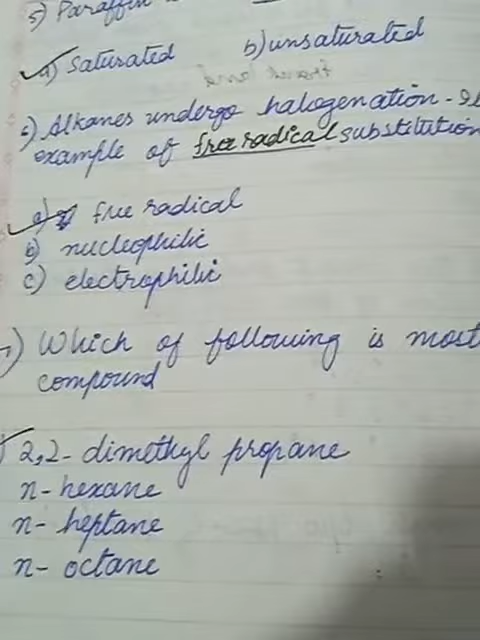 5) Paraffin
a) Saturated b) unsaturated
6) Alkanes undergo halogenation.
example of free radical substitution
a) free radical
b) nucleophilic
c) electrophilic
7) Which of following is most
compound
2,2-dimethyl propane
n-hexane
n-heptane
n-octane